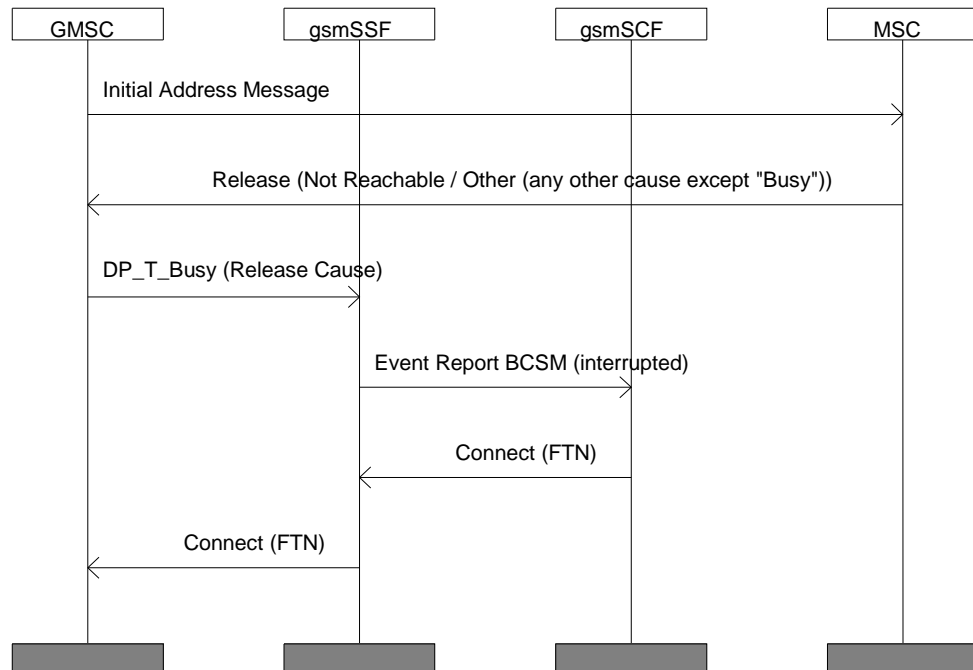 GMSC
gsmSSF
gsmSCF
MSC
Initial Address Message
Release (Not Reachable / Other (any other cause except "Busy"))
DP_T_Busy (Release Cause)
Event Report BCSM (interrupted)
Connect (FTN)
Connect (FTN)